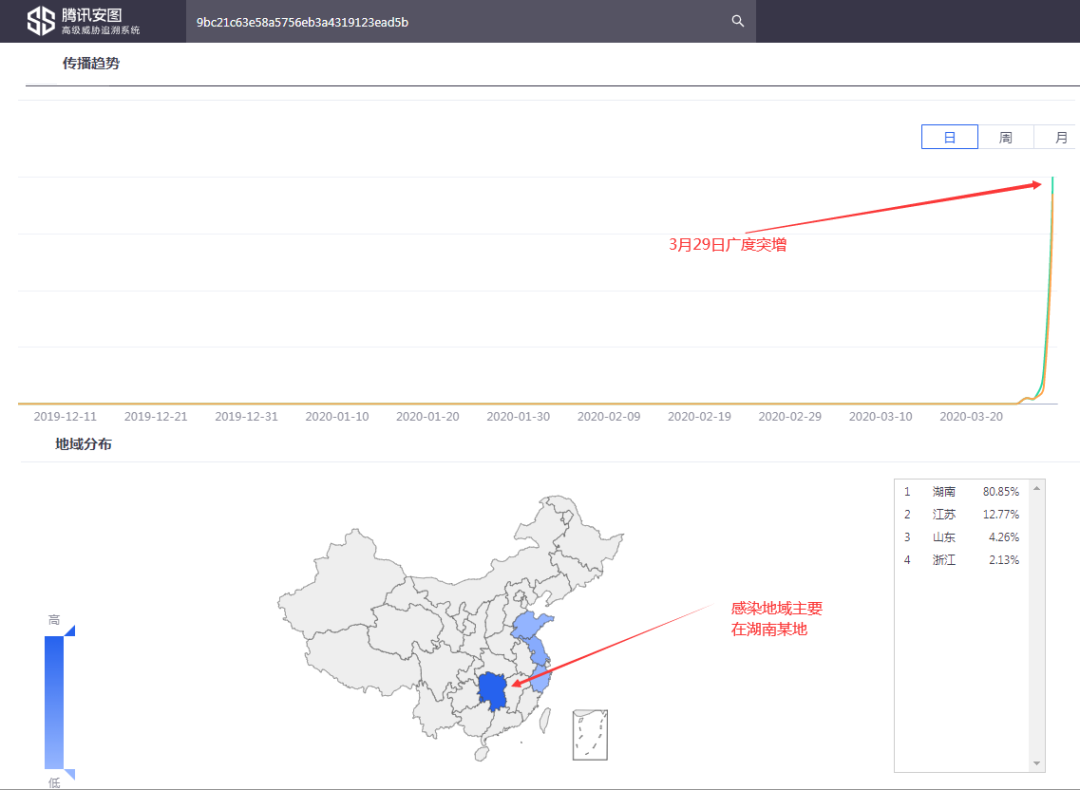 腾讯安图
高级威胁追溯系统
9bc21c63e58a5756eb3a4319123ead5b
传播趋势
日 周 月
3月29日广度突增
2019-12-11 2019-12-21 2019-12-31 2020-01-10 2020-01-20 2020-01-30 2020-02-09 2020-02-19 2020-02-29 2020-03-10 2020-03-20
地域分布
1 湖南 80.85%
2 江苏 12.77%
3 山东 4.26%
4 浙江 2.13%
感染地域主要
在湖南某地
高
低